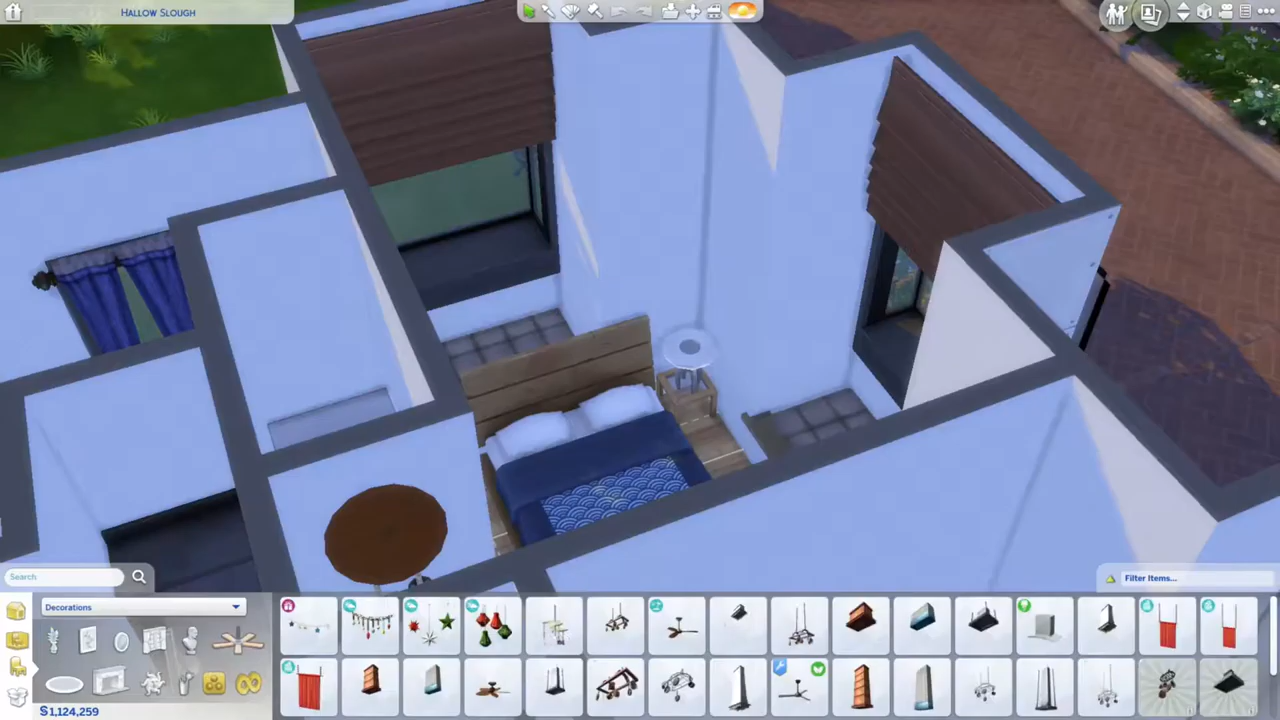 HALLOW SLOUGH
Search
Filter Items...
Decorations
§1,124,259